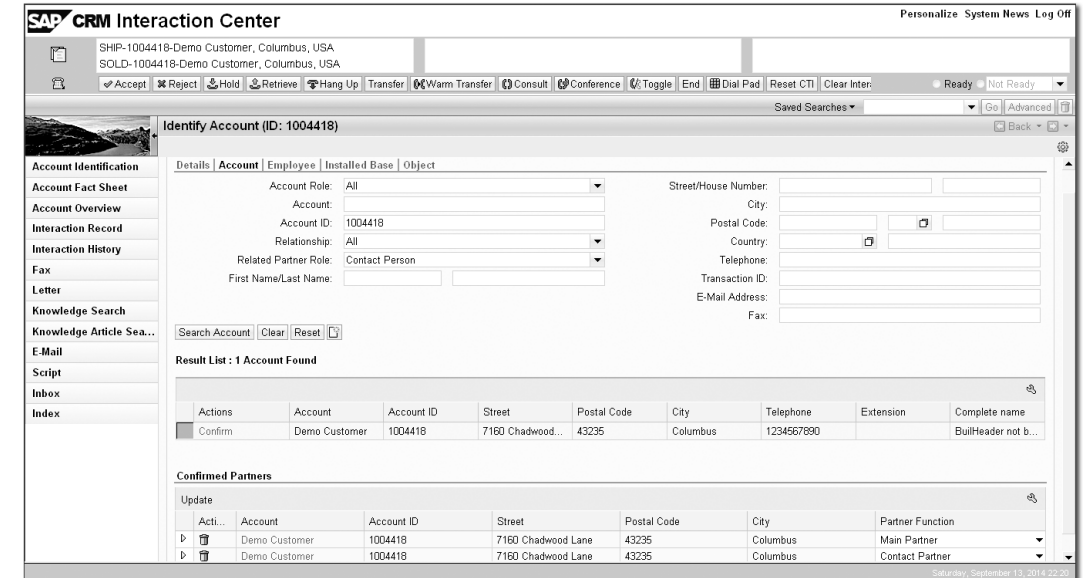 SAP CRM Interaction Center
Personalize System News Log Off
SHIP-1004418-Demo Customer, Columbus, USA
SOLD-1004418-Demo Customer, Columbus, USA
Accept Reject Hold Retrieve Hang Up Transfer Warm Transfer Consult Conference Toggle End Dial Pad Reset CTI Clear Inter Ready Not Ready
Saved Searches Go Advanced
Identify Account (ID: 1004418) Back
Account Identification
Account Fact Sheet
Account Overview
Interaction Record
Interaction History
Fax
Letter
Knowledge Search
Knowledge Article Sea...
E-Mail
Script
Inbox
Index
Details | Account | Employee | Installed Base | Object
Account Role: All
Account:
Account ID: 1004418
Relationship: All
Related Partner Role: Contact Person
First Name/Last Name:
Street/House Number:
City:
Postal Code:
Country:
Telephone:
Transaction ID:
E-Mail Address:
Fax:
Search Account Clear Reset
Result List : 1 Account Found
Actions Account Account ID Street Postal Code City Telephone Extension Complete name
Confirm Demo Customer 1004418 7160 Chadwood... 43235 Columbus 1234567890 BuilHeader not b...
Confirmed Partners
Update
Acti... Account Account ID Street Postal Code City Partner Function
Demo Customer 1004418 7160 Chadwood Lane 43235 Columbus Main Partner
Demo Customer 1004418 7160 Chadwood Lane 43235 Columbus Contact Partner
Saturday, September 13, 2014 22:20